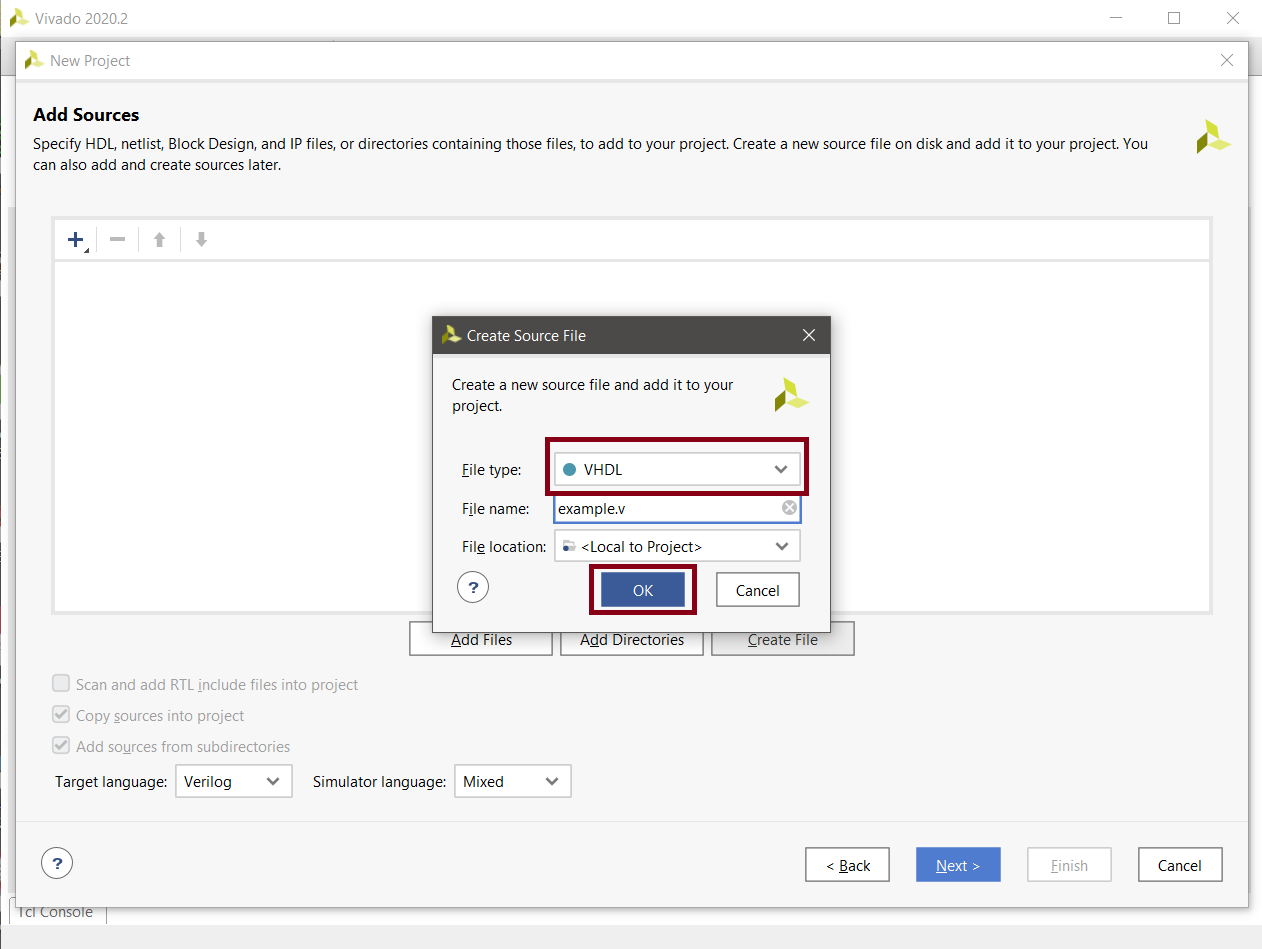 Vivado 2020.2
New Project
Add Sources
Specify HDL, netlist, Block Design, and IP files, or directories containing those files, to add to your project. Create a new source file on disk and add it to your project. You
can also add and create sources later.
Create Source File
Create a new source file and add it to your
project.
File type: VHDL
File name: example.v
File location: <Local to Project>
? OK Cancel
Add Files Add Directories Create File
Scan and add RTL include files into project
Copy sources into project
Add sources from subdirectories
Target language: Verilog Simulator language: Mixed
? < Back Next > Finish Cancel
Tcl Console